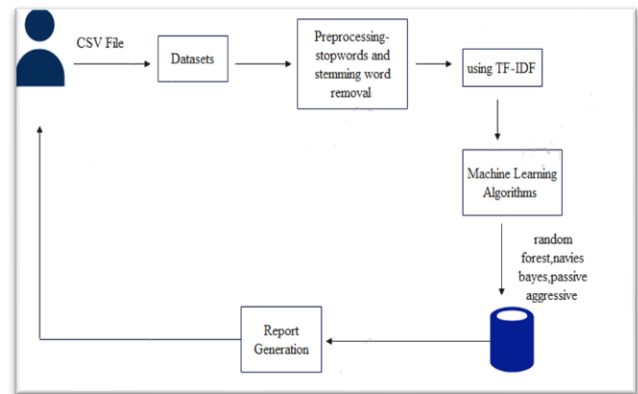 CSV File
Datasets
Preprocessing-
stopwords and
stemming word
removal
using TF-IDF
Machine Learning
Algorithms
random
forest,navies
bayes,passive
aggressive
Report
Generation